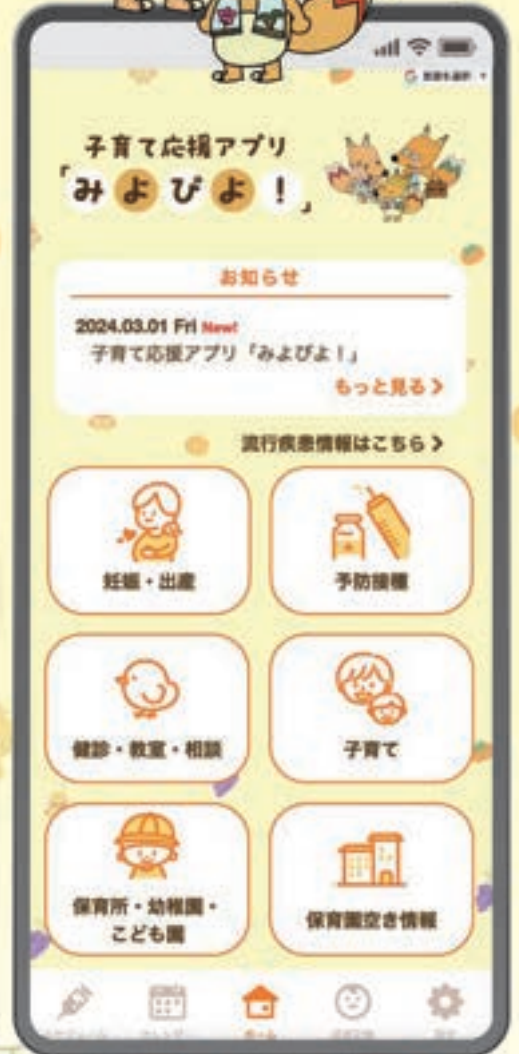 子育て応援アプリ
「みよぴよ！」
お知らせ
2024.03.01 Fri New!
子育て応援アプリ「みよぴよ！」
もっと見る
流行疾患情報はこちら
妊娠・出産
予防接種
健診・教室・相談
子育て
保育所・幼稚園・
こども園
保育園空き情報
ホーム